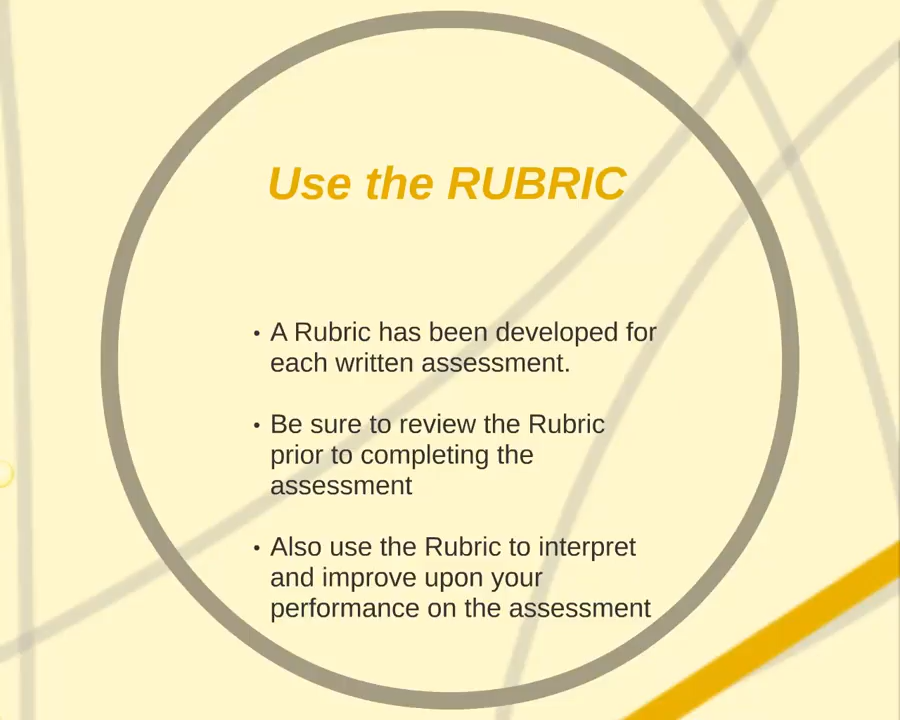 Use the RUBRIC
• A Rubric has been developed for
each written assessment.
• Be sure to review the Rubric
prior to completing the
assessment
• Also use the Rubric to interpret
and improve upon your
performance on the assessment